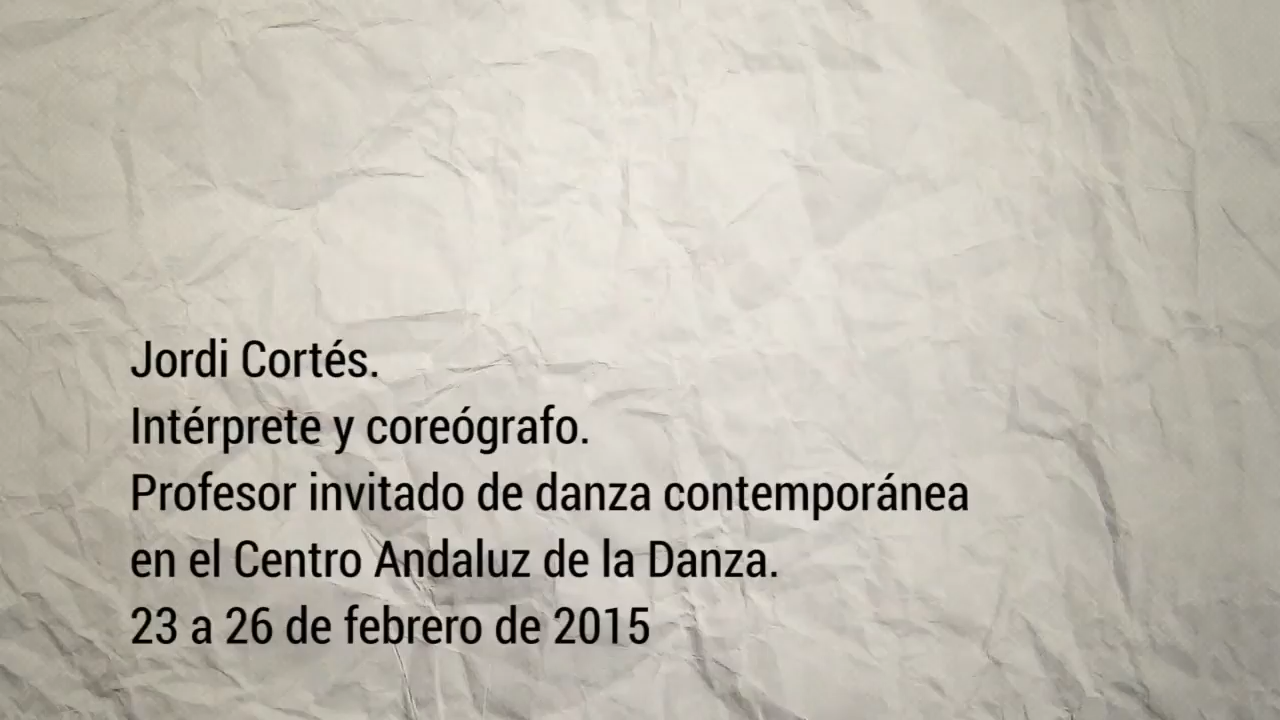 Jordi Cortés.
Intérprete y coreógrafo.
Profesor invitado de danza contemporánea
en el Centro Andaluz de la Danza.
23 a 26 de febrero de 2015